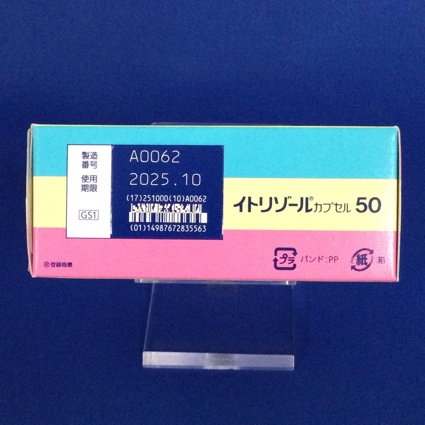 製造番号 A0062
使用期限 2025.10
(17)251000(10)A0062
GS1
(01)14987672835563
イトリゾール®カプセル 50
プラ バンド:PP 紙 箱
㊟登録商標